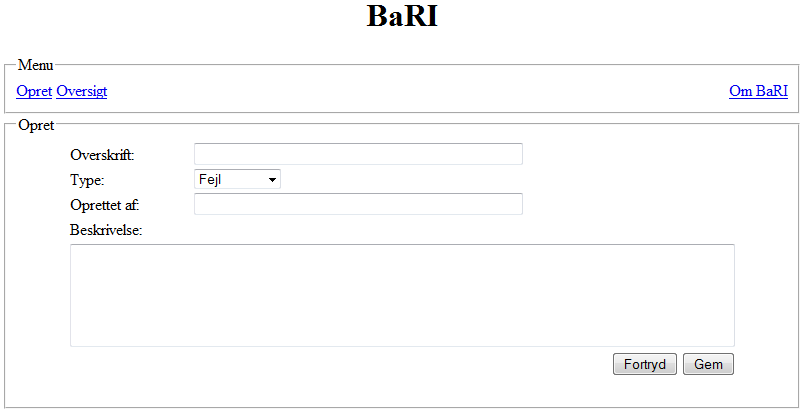 BaRI
Menu
Opret Oversigt Om BaRI
Opret
Overskrift:
Type: Fejl
Oprettet af:
Beskrivelse:
Fortryd Gem